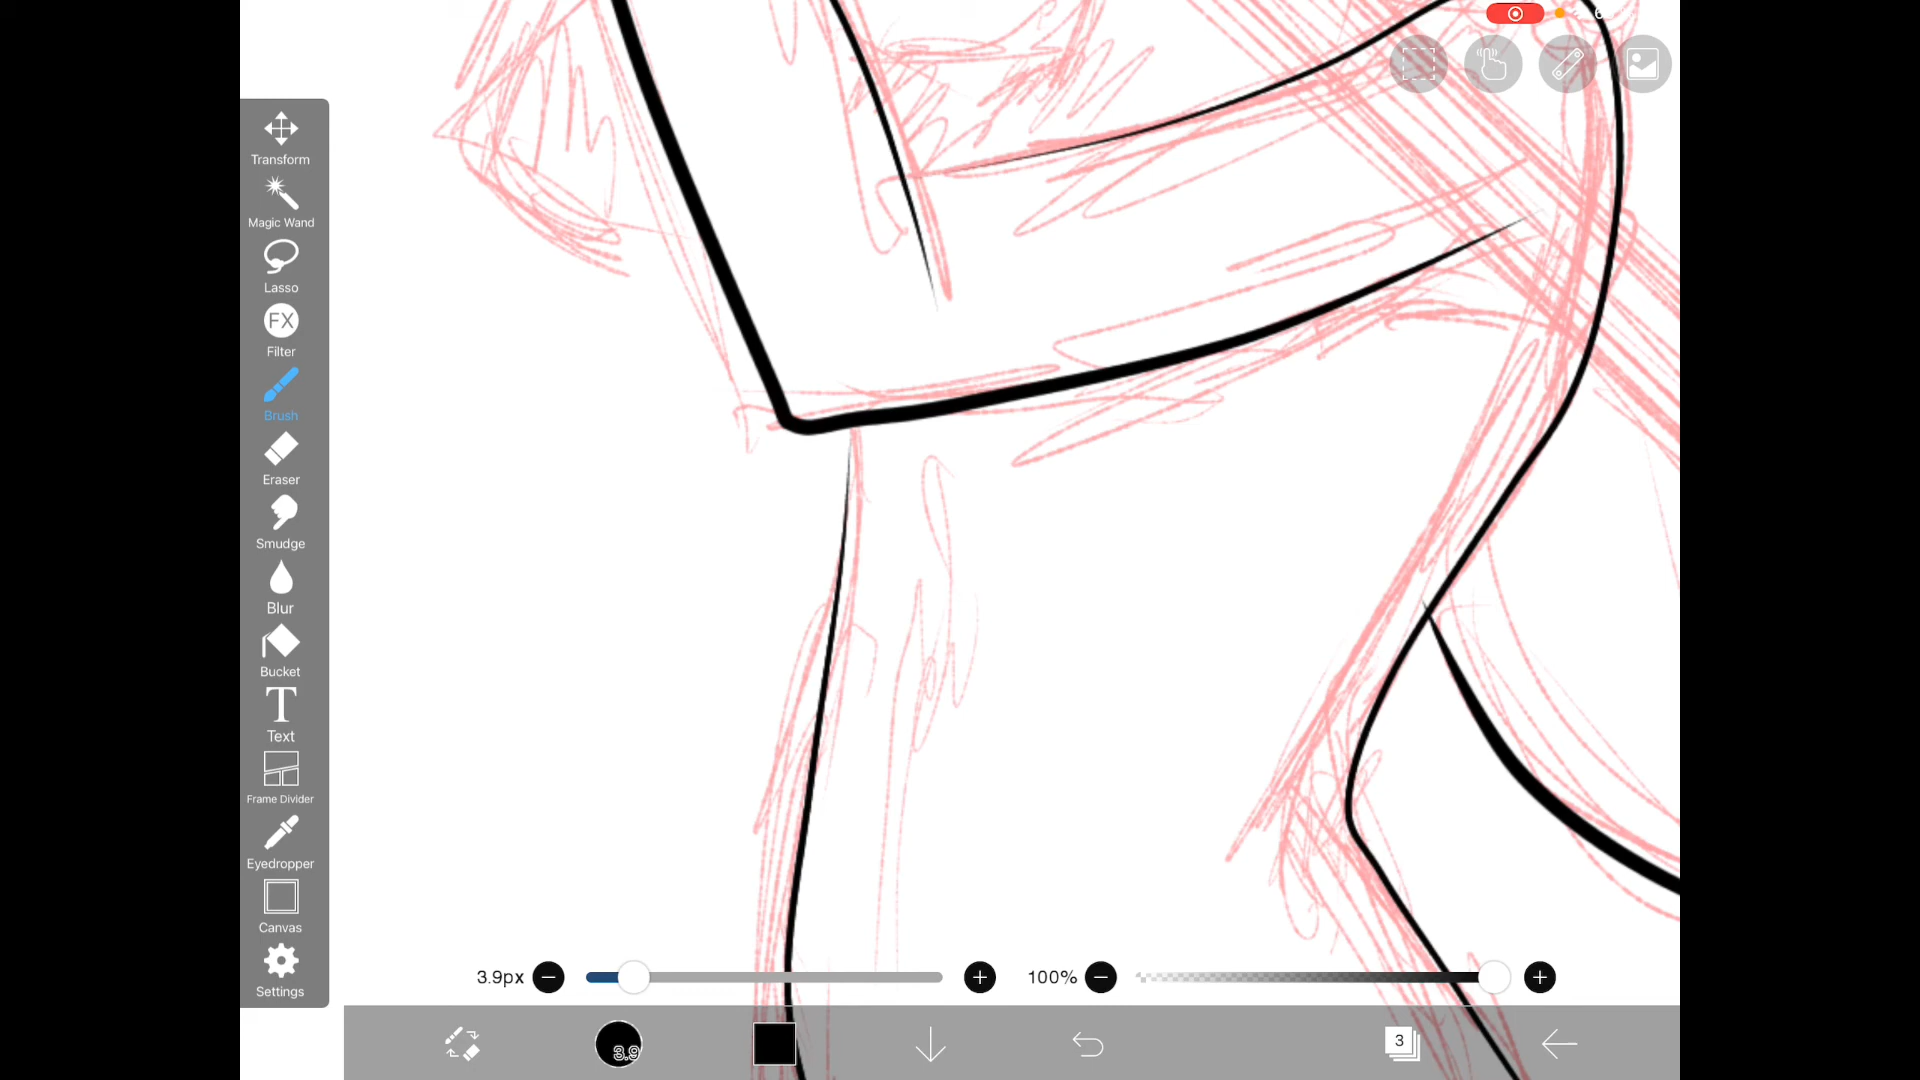 Transform
Magic Wand
Lasso
FX
Filter
Brush
Eraser
Smudge
Blur
Bucket
T
Text
Frame Divider
Eyedropper
Canvas
Settings
3.9px
100%
3.9
3